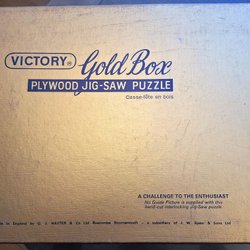 VICTORY® Gold Box
PLYWOOD JIG-SAW PUZZLE
Casse-tête en bois
A CHALLENGE TO THE ENTHUSIAST
No Guide Picture is supplied with this
hand-cut interlocking Jig-Saw puzzle.
in England by G. J. HAYTER & Co Ltd Boscombe Bournemouth - A subsidiary of J. W. Spear & Sons Ltd